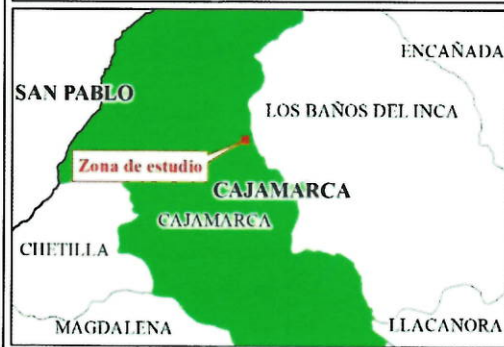 ENCAÑADA
SAN PABLO
LOS BAÑOS DEL INCA
Zona de estudio
CAJAMARCA
CAJAMARCA
CHETILLA
MAGDALENA
LLACANORA